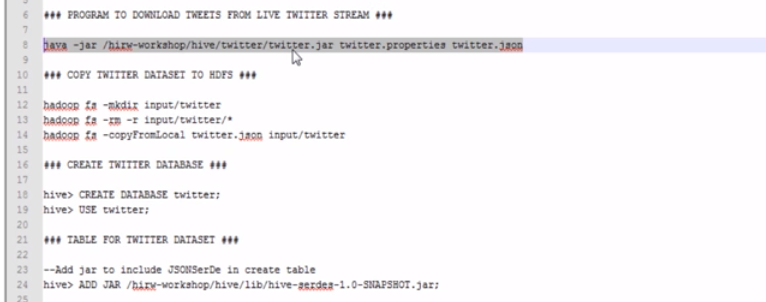 6 ### PROGRAM TO DOWNLOAD TWEETS FROM LIVE TWITTER STREAM ###
7
8 java -jar /hirw-workshop/hive/twitter/twitter.jar twitter.properties twitter.json
9
10 ### COPY TWITTER DATASET TO HDFS ###
11
12 hadoop fs -mkdir input/twitter
13 hadoop fs -rm -r input/twitter/*
14 hadoop fs -copyFromLocal twitter.json input/twitter
15
16 ### CREATE TWITTER DATABASE ###
17
18 hive> CREATE DATABASE twitter;
19 hive> USE twitter;
20
21 ### TABLE FOR TWITTER DATASET ###
22
23 --Add jar to include JSONSerDe in create table
24 hive> ADD JAR /hirw-workshop/hive/lib/hive-serdes-1.0-SNAPSHOT.jar;
25